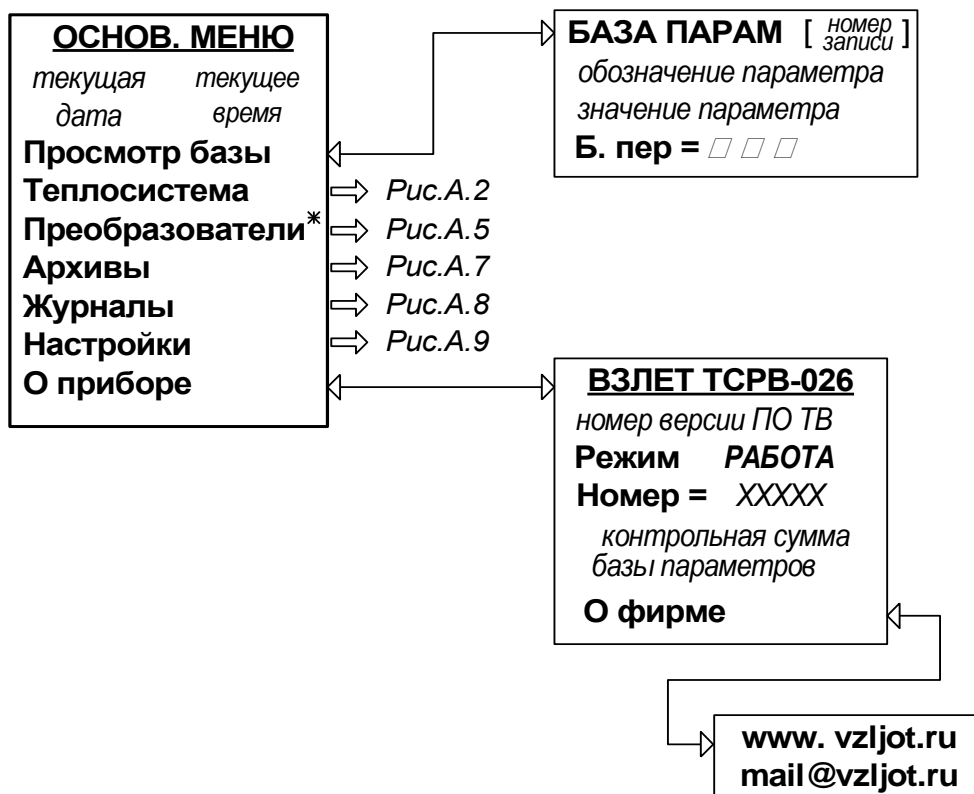 ОСНОВ. МЕНЮ
текущая дата
текущее время
Просмотр базы
Теплосистема
Рис.А.2
Преобразователи*
Рис.А.5
Архивы
Рис.А.7
Журналы
Рис.А.8
Настройки
Рис.А.9
О приборе
БАЗА ПАРАМ [ номер записи ]
обозначение параметра
значение параметра
Б. пер =
ВЗЛЕТ ТСРВ-026
номер версии ПО ТВ
Режим РАБОТА
Номер = XXXXX
контрольная сумма
базы параметров
О фирме
www. vzljot.ru
mail@vzljot.ru